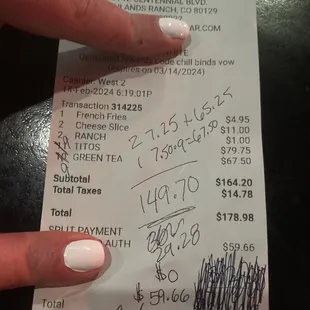 CENTENNIAL BLVD.
HIGHLANDS RANCH, CO 80129
AR.COM
code chill binds vow
(expires on 03/14/2024)
Cashier: West 2
14-Feb-2024 6:19:01P
Transaction 314225
1 French Fries $4.95
2 Cheese Slice $11.00
2 RANCH $1.00
TITOS $79.75
GREEN TEA $67.50
27.25 + 65.25
7.50.9=67.50
Subtotal $164.20
Total Taxes $14.78
149.70
Total $178.98
SPLIT PAYMENT
29.28
AUTH $59.66
$0
Total $59.66